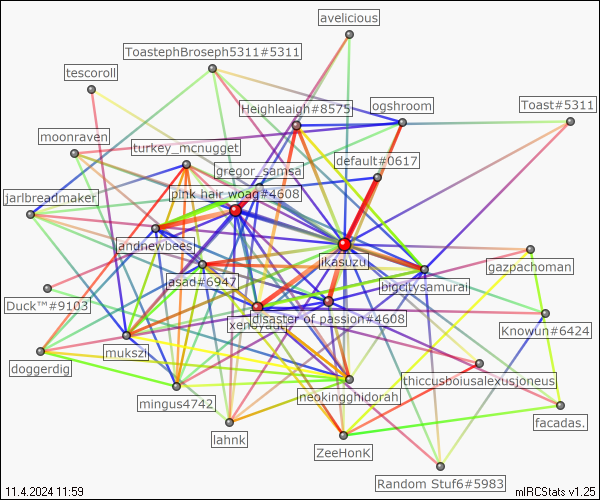 avelicious
ToastephBroseph5311#5311
tescoroll
Heighleaigh#8575
ogshroom
Toast#5311
moonraven
turkey_mcnugget
default#0617
gregor_samsa
pink hair woag#4608
jarlbreadmaker
andnewbees
ikasuzu
gazpachoman
asad#6947
bigcitysamurai
Duck™#9103
disaster of passion#4608
Knowun#6424
mukszi
doggerdig
thiccusboiusalexusjoneus
mingus4742
neokingghidorah
facadas.
lahnk
ZeeHonK
Random Stuf6#5983
11.4.2024 11:59
mIRCStats v1.25